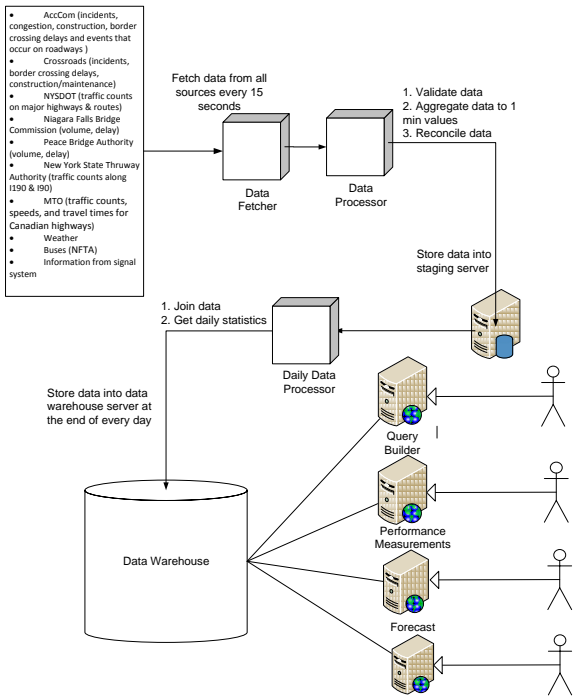 • AccCom (incidents,
congestion, construction, border
crossing delays and events that
occur on roadways )
• Crossroads (incidents,
border crossing delays,
construction/maintenance)
• NYSDOT (traffic counts
on major highways & routes)
• Niagara Falls Bridge
Commission (volume, delay)
• Peace Bridge Authority
(volume, delay)
• New York State Thruway
Authority (traffic counts along
I190 & I90)
• MTO (traffic counts,
speeds, and travel times for
Canadian highways)
• Weather
• Buses (NFTA)
• Information from signal
system
Fetch data from all
sources every 15
seconds
Data
Fetcher
Data
Processor
1. Validate data
2. Aggregate data to 1
min values
3. Reconcile data
Store data into
staging server
1. Join data
2. Get daily statistics
Daily Data
Processor
Store data into data
warehouse server at
the end of every day
Data Warehouse
Query
Builder
Performance
Measurements
Forecast